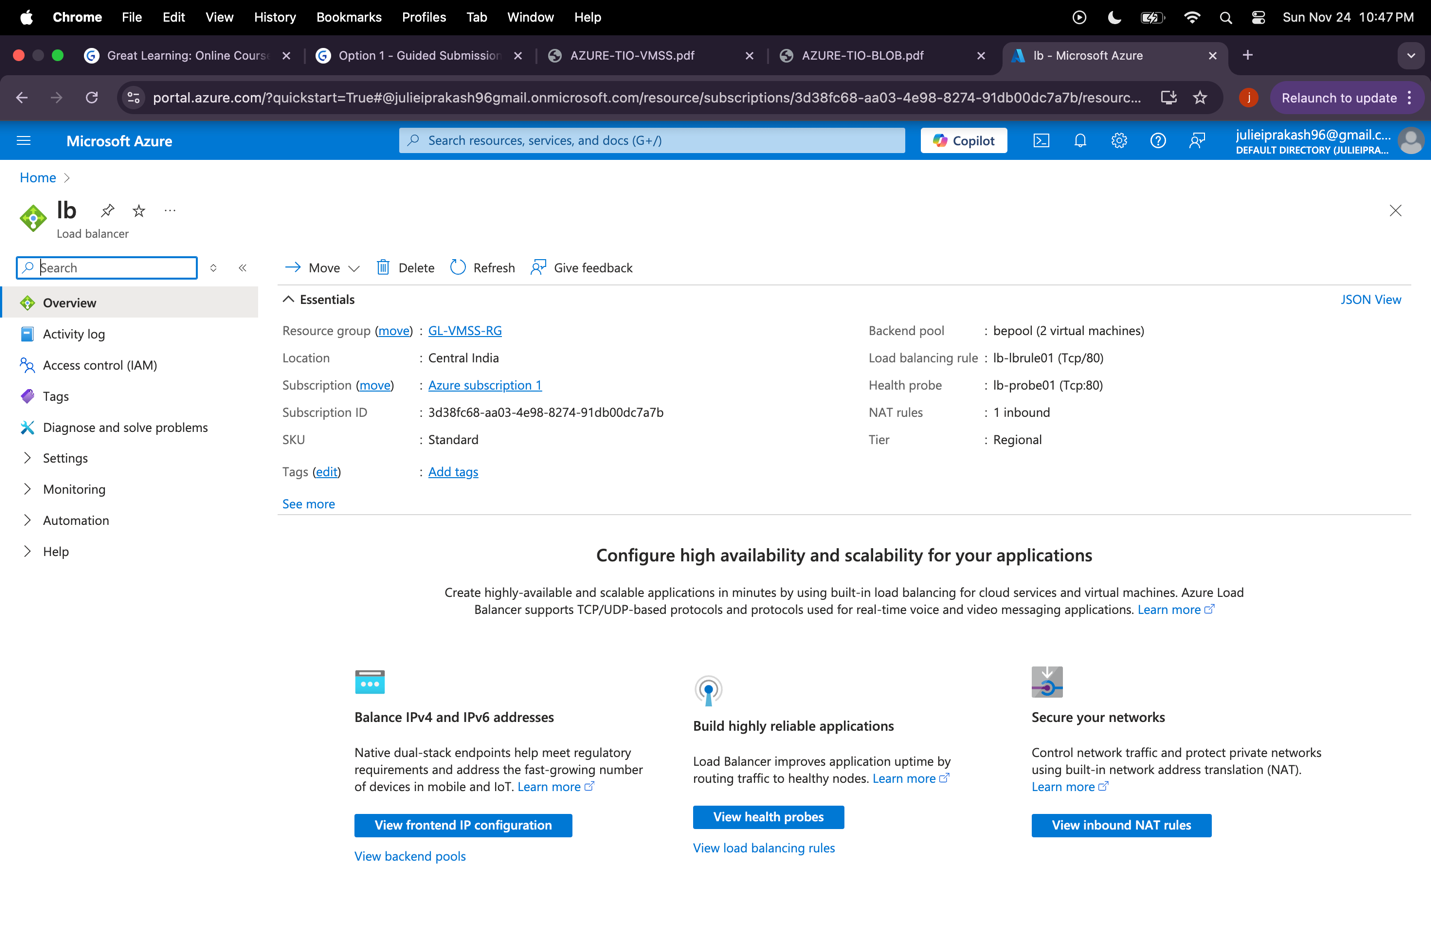 Chrome File Edit View History Bookmarks Profiles Tab Window Help Sun Nov 24 10:47 PM
Great Learning: Online Course Option 1 - Guided Submission AZURE-TIO-VMSS.pdf AZURE-TIO-BLOB.pdf lb - Microsoft Azure
portal.azure.com/?quickstart=True#@julieiprakash96gmail.onmicrosoft.com/resource/subscriptions/3d38fc68-aa03-4e98-8274-91db00dc7a7b/resourc... j Relaunch to update
Microsoft Azure Search resources, services, and docs (G+/) Copilot julieiprakash96@gmail.c...
DEFAULT DIRECTORY (JULIEIPRA...
Home
lb
Load balancer
Search
Move Delete Refresh Give feedback
Overview
Activity log
Access control (IAM)
Tags
Diagnose and solve problems
Settings
Monitoring
Automation
Help
Essentials JSON View
Resource group (move) : GL-VMSS-RG
Location : Central India
Subscription (move) : Azure subscription 1
Subscription ID : 3d38fc68-aa03-4e98-8274-91db00dc7a7b
SKU : Standard
Tags (edit) : Add tags
See more
Backend pool : bepool (2 virtual machines)
Load balancing rule : lb-lbrule01 (Tcp/80)
Health probe : lb-probe01 (Tcp:80)
NAT rules : 1 inbound
Tier : Regional
Configure high availability and scalability for your applications
Create highly-available and scalable applications in minutes by using built-in load balancing for cloud services and virtual machines. Azure Load
Balancer supports TCP/UDP-based protocols and protocols used for real-time voice and video messaging applications. Learn more
Balance IPv4 and IPv6 addresses
Native dual-stack endpoints help meet regulatory
requirements and address the fast-growing number
of devices in mobile and IoT. Learn more
View frontend IP configuration
View backend pools
Build highly reliable applications
Load Balancer improves application uptime by
routing traffic to healthy nodes. Learn more
View health probes
View load balancing rules
Secure your networks
Control network traffic and protect private networks
using built-in network address translation (NAT).
Learn more
View inbound NAT rules